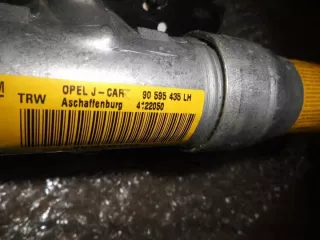 TRW OPEL J-CAR 90 595 435 LH
Aschaffenburg 4122050